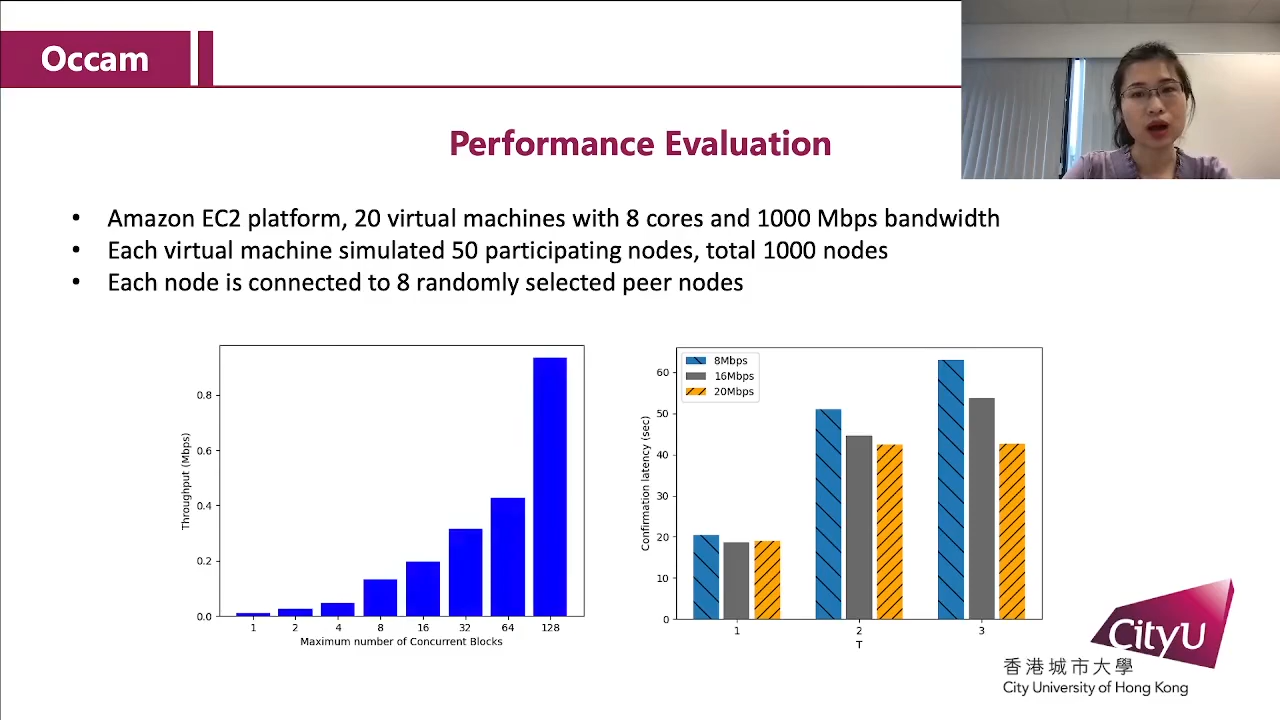 Occam
Performance Evaluation
• Amazon EC2 platform, 20 virtual machines with 8 cores and 1000 Mbps bandwidth
• Each virtual machine simulated 50 participating nodes, total 1000 nodes
• Each node is connected to 8 randomly selected peer nodes
Throughput (Mbps)
0.8
0.6
0.4
0.2
0.0
1 2 4 8 16 32 64 128
Maximum number of Concurrent Blocks
8Mbps
16Mbps
20Mbps
Confirmation latency (sec)
60
50
40
30
20
10
0
1 2 3
T
CityU
香港城市大學
City University of Hong Kong